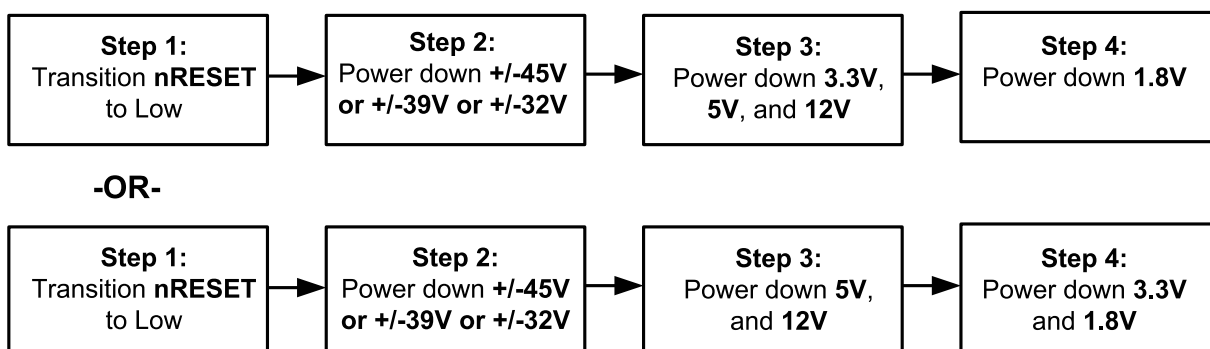 Step 1:
Transition nRESET
to Low
Step 2:
Power down +/-45V
or +/-39V or +/-32V
Step 3:
Power down 3.3V,
5V, and 12V
Step 4:
Power down 1.8V
-OR-
Step 1:
Transition nRESET
to Low
Step 2:
Power down +/-45V
or +/-39V or +/-32V
Step 3:
Power down 5V,
and 12V
Step 4:
Power down 3.3V
and 1.8V